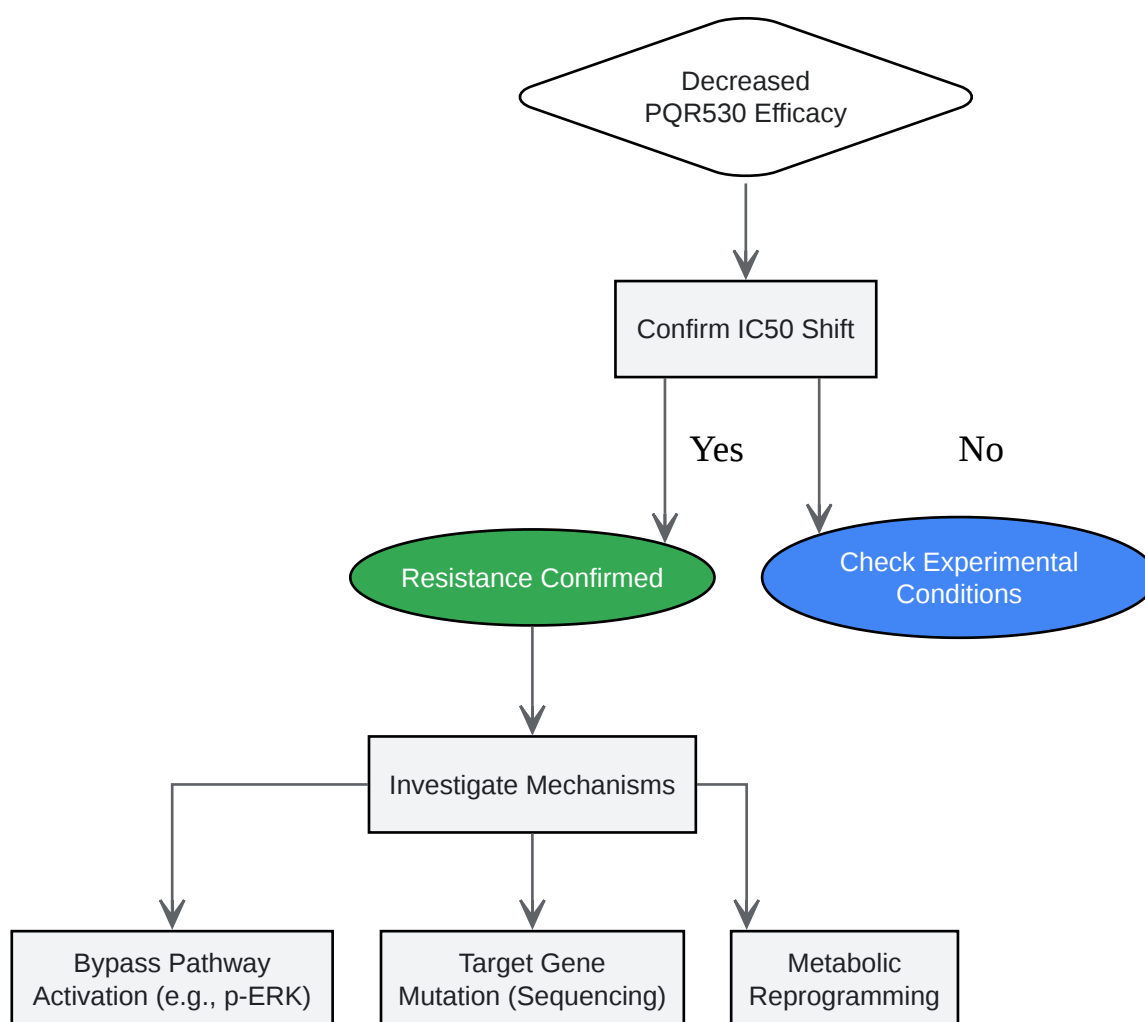 Decreased
PQR530 Efficacy
Confirm IC50 Shift
Yes
No
Resistance Confirmed
Check Experimental
Conditions
Investigate Mechanisms
Bypass Pathway
Activation (e.g., p-ERK)
Target Gene
Mutation (Sequencing)
Metabolic
Reprogramming